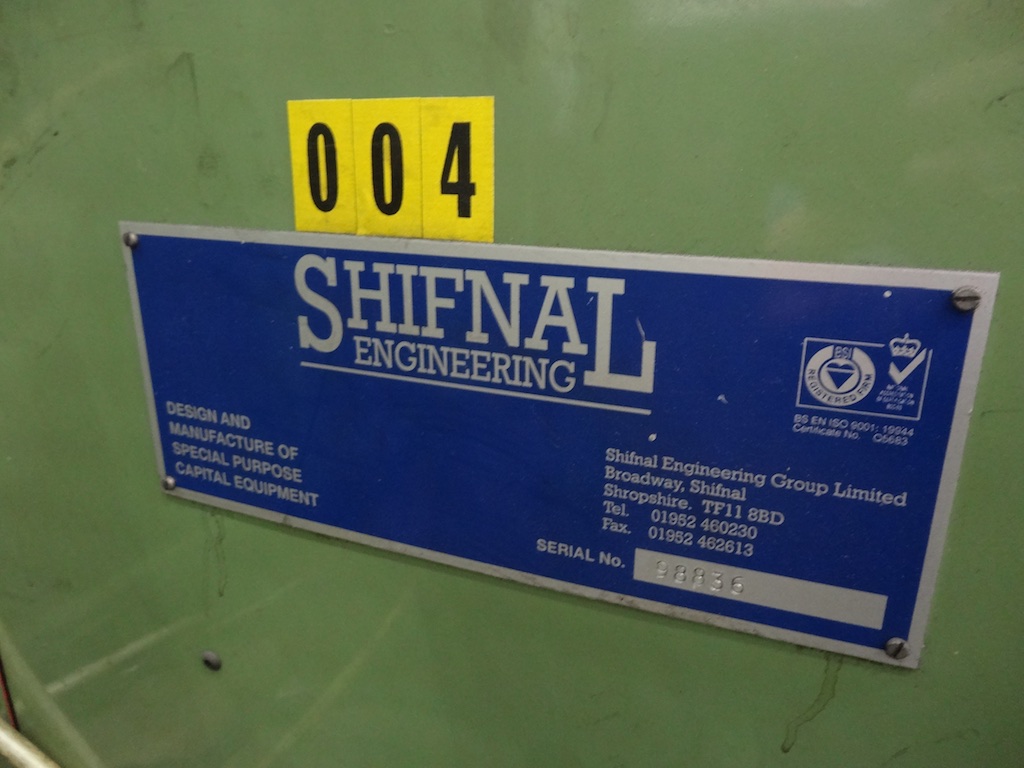 004
SHIFNAL
ENGINEERING
DESIGN AND
MANUFACTURE OF
SPECIAL PURPOSE
CAPITAL EQUIPMENT
BSI
REGISTERED FIRM
BS EN ISO 9001: 19944
Certificate No. Q5683
Shifnal Engineering Group Limited
Broadway, Shifnal
Shropshire. TF11 8BD
Tel. 01952 460230
Fax. 01952 462613
SERIAL No. 98836